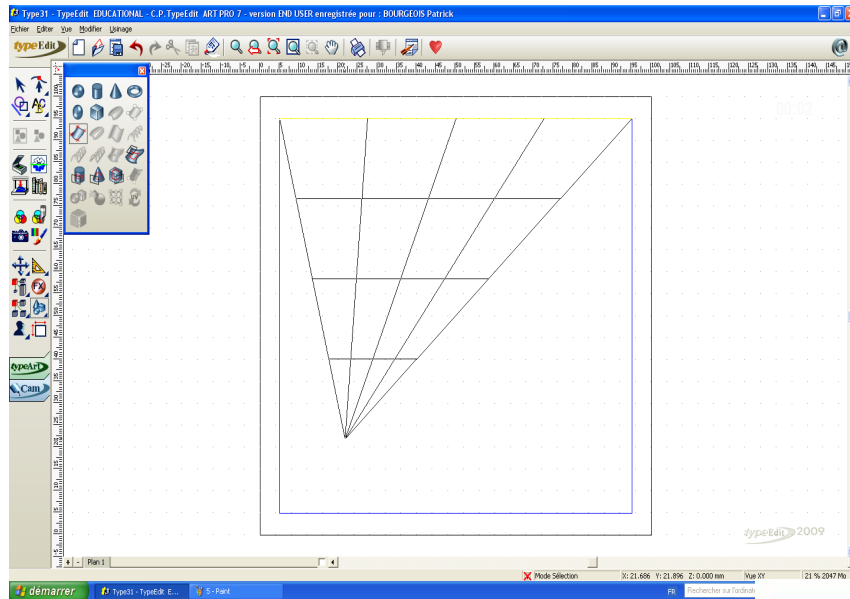 Type31 - TypeEdit EDUCATIONAL - C.P.TypeEdit ART PRO 7 - version END USER enregistrée pour : BOURGEOIS Patrick
Fichier Editer Vue Modifier Usinage
typeEdit
00:02
typeArt
Cam
typeEdit 2009
+ - Plan 1
Mode Sélection X: 21.686 Y: 21.896 Z: 0.000 mm Vue XY 21 % 2047 Mo
démarrer Type31 - TypeEdit E... 5 - Paint FR Rechercher sur l'ordinat